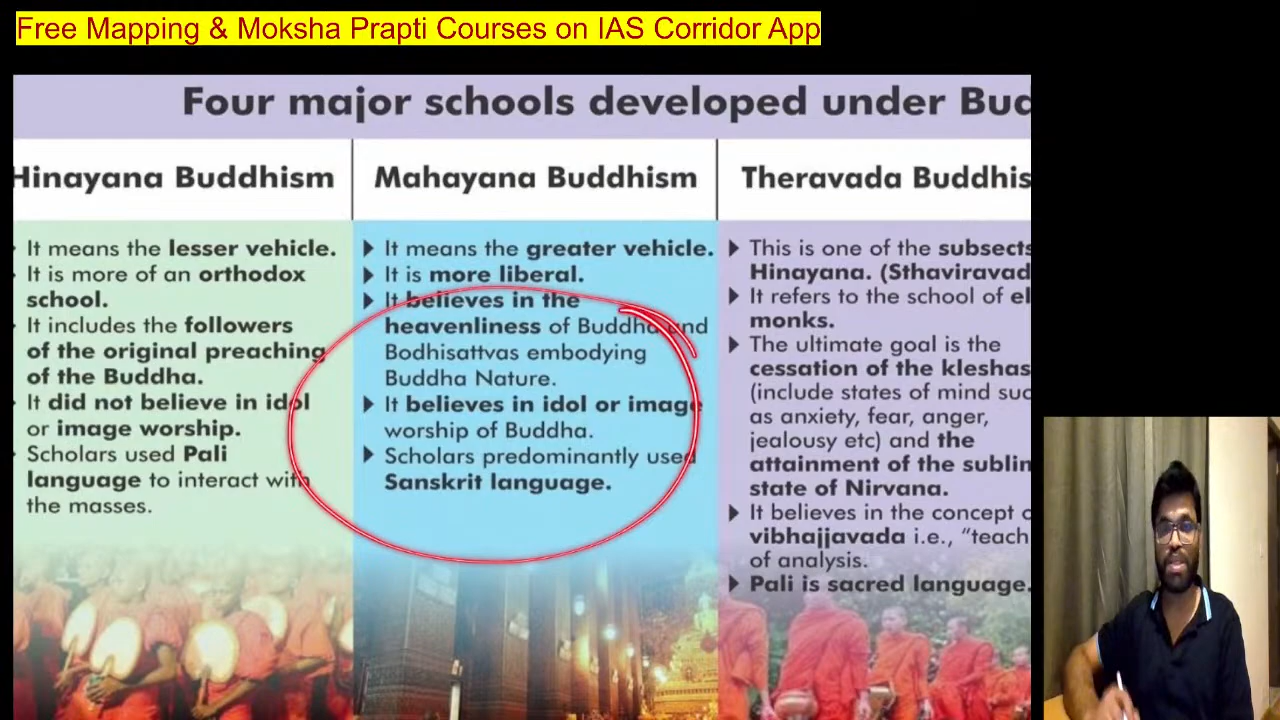 Free Mapping & Moksha Prapti Courses on IAS Corridor App
Four major schools developed under
Hinayana Buddhism
It means the lesser vehicle.
It is more of an orthodox
school.
It includes the followers
of the original preaching
of the Buddha.
It did not believe in idol
or image worship.
Scholars used Pali
language to interact with
the masses.
Mahayana Buddhism
It means the greater vehicle.
It is more liberal.
It believes in the
heavenliness of Buddha and
Bodhisattvas embodying
Buddha Nature.
It believes in idol or image
worship of Buddha.
Scholars predominantly used
Sanskrit language.
Theravada
This is one of the subsects
Hinayana.
It refers to the school of
monks.
The ultimate goal is the
cessation of the kleshas
(include states of mind
as anxiety, fear, anger,
jealousy etc) and the
attainment of the
state of Nirvana.
It believes in the concept
vibhajjavada i.e.,
of analysis.
Pali is sacred language.